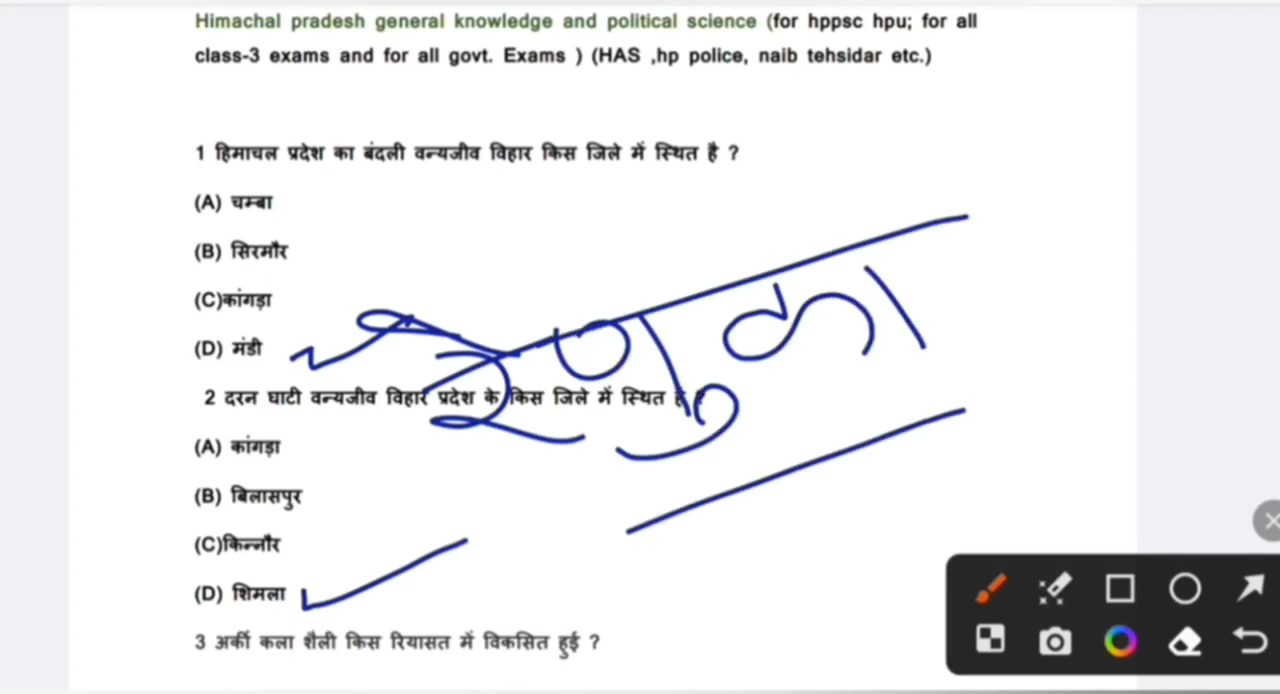 Himachal pradesh general knowledge and political science (for hppsc hpu; for all
class-3 exams and for all govt. Exams ) (HAS ,hp police, naib tehsidar etc.)
1 हिमाचल प्रदेश का बंदली वन्यजीव विहार किस जिले में स्थित है ?
(A) चम्बा
(B) सिरमौर
(C)कांगड़ा
(D) मंडी
रेणुका
2 दरन घाटी वन्यजीव विहार प्रदेश के किस जिले में स्थित है ?
(A) कांगड़ा
(B) बिलासपुर
(C)किन्नौर
(D) शिमला
3 अर्की कला शैली किस रियासत में विकसित हुई ?